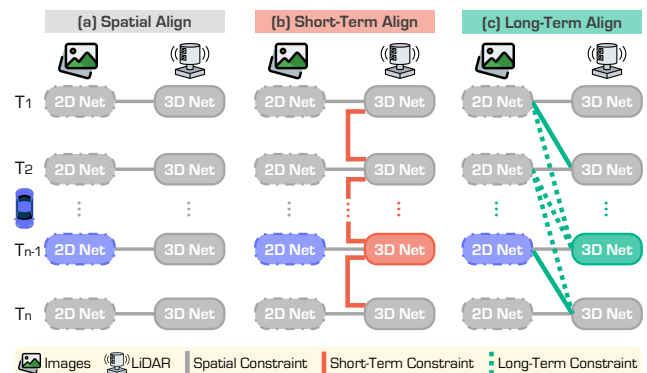 (a) Spatial Align (b) Short-Term Align (c) Long-Term Align
T1 2D Net 3D Net 2D Net 3D Net 2D Net 3D Net
T2 2D Net 3D Net 2D Net 3D Net 2D Net 3D Net
Tn-1 2D Net 3D Net 2D Net 3D Net 2D Net 3D Net
Tn 2D Net 3D Net 2D Net 3D Net 2D Net 3D Net
Images LiDAR Spatial Constraint Short-Term Constraint Long-Term Constraint